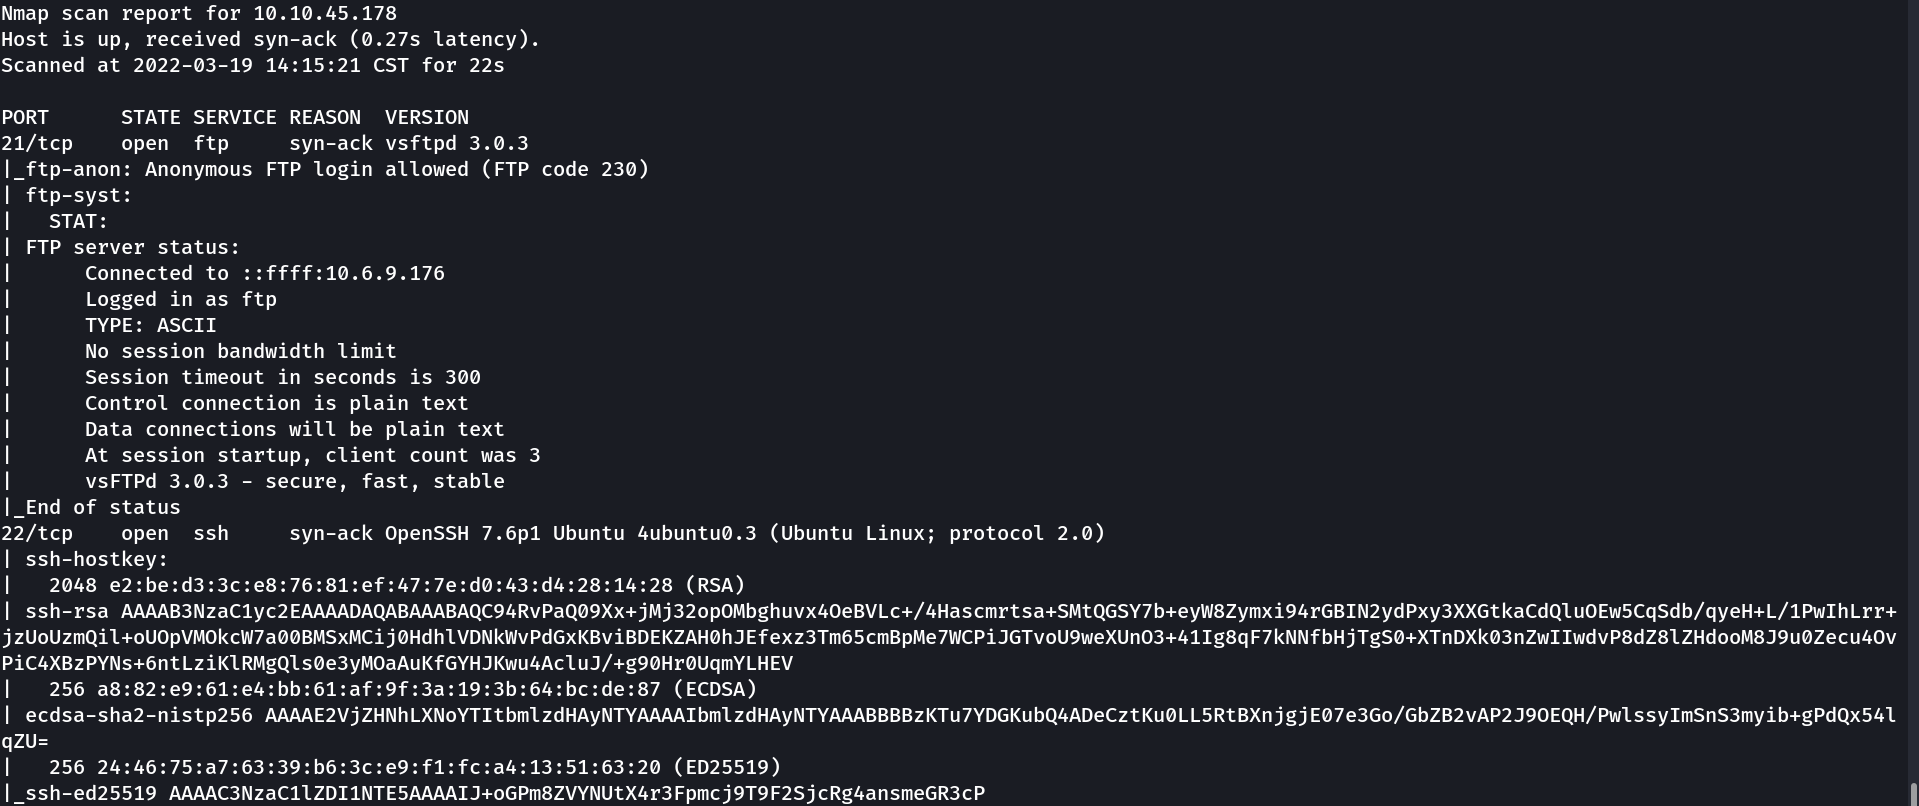 Nmap scan report for 10.10.45.178
Host is up, received syn-ack (0.27s latency).
Scanned at 2022-03-19 14:15:21 CST for 22s
PORT      STATE SERVICE REASON  VERSION
21/tcp    open  ftp     syn-ack vsftpd 3.0.3
|_ftp-anon: Anonymous FTP login allowed (FTP code 230)
| ftp-syst:
|   STAT:
| FTP server status:
|      Connected to ::ffff:10.6.9.176
|      Logged in as ftp
|      TYPE: ASCII
|      No session bandwidth limit
|      Session timeout in seconds is 300
|      Control connection is plain text
|      Data connections will be plain text
|      At session startup, client count was 3
|      vsFTPd 3.0.3 - secure, fast, stable
|_End of status
22/tcp    open  ssh     syn-ack OpenSSH 7.6p1 Ubuntu 4ubuntu0.3 (Ubuntu Linux; protocol 2.0)
| ssh-hostkey:
|   2048 e2:be:d3:3c:e8:76:81:ef:47:7e:d0:43:d4:28:14:28 (RSA)
| ssh-rsa AAAAB3NzaC1yc2EAAAADAQABAAABAQC94RvPaQ09Xx+jMj32opOMbghuvx4OeBVLc+/4Hascmrtsa+SMtQGSY7b+eyW8Zymxi94rGBIN2ydPxy3XXGtkaCdQluOEw5CqSdb/qyeH+L/1PwIhLrr+
jzUoUzmQil+oUOpVMOkcW7a00BMSxMCij0HdhlVDNkWvPdGxKBviBDEKZAH0hJEfexz3Tm65cmBpMe7WCPiJGTvoU9weXUnO3+41Ig8qF7kNNfbHjTgS0+XTnDXk03nZwIIwdvP8dZ8lZHdooM8J9u0Zecu4Ov
PiC4XBzPYNs+6ntLziKlRMgQls0e3yMOaAuKfGYHJKwu4AcluJ/+g90Hr0UqmYLHEV
|   256 a8:82:e9:61:e4:bb:61:af:9f:3a:19:3b:64:bc:de:87 (ECDSA)
| ecdsa-sha2-nistp256 AAAAE2VjZHNhLXNoYTItbmlzdHAyNTYAAAAIbmlzdHAyNTYAAABBBBzKTu7YDGKubQ4ADeCztKu0LL5RtBXnjgjE07e3Go/GbZB2vAP2J9OEQH/PwlssyImSnS3myib+gPdQx54l
qZU=
|   256 24:46:75:a7:63:39:b6:3c:e9:f1:fc:a4:13:51:63:20 (ED25519)
|_ssh-ed25519 AAAAC3NzaC1lZDI1NTE5AAAAIJ+oGPm8ZVYNUtX4r3Fpmcj9T9F2SjcRg4ansmeGR3cP